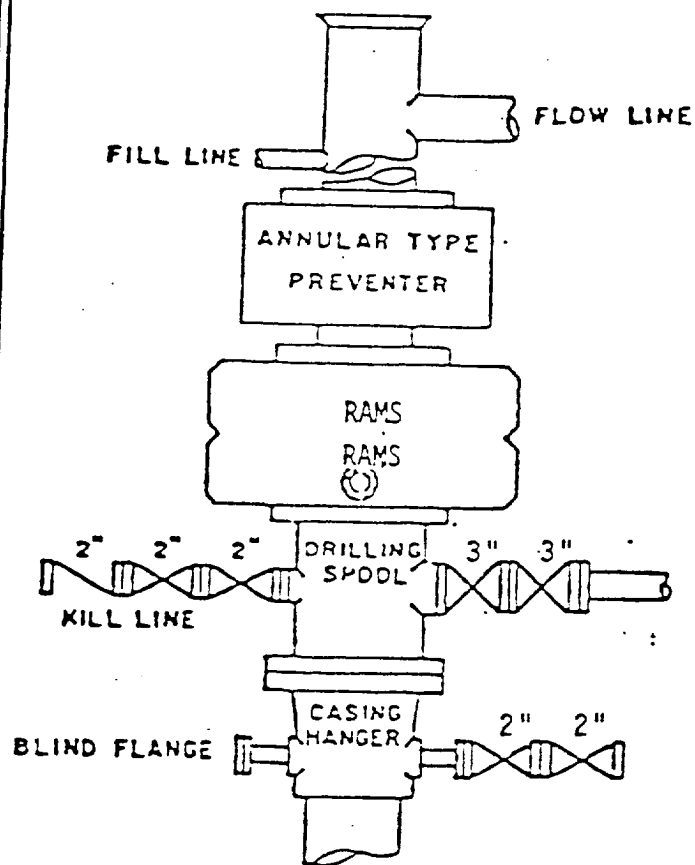 FLOW LINE
FILL LINE
ANNULAR TYPE
PREVENTER
RAMS
RAMS
2" 2" 2"
DRILLING
SPOOL
3" 3"
KILL LINE
CASING
HANGER
2" 2"
BLIND FLANGE